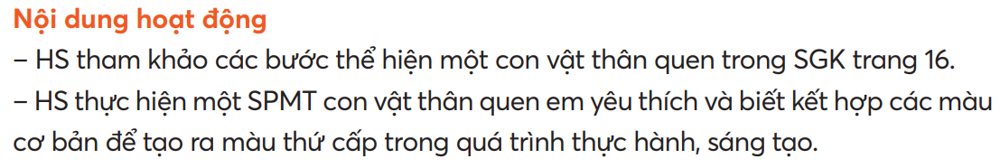 Nội dung hoạt động
– HS tham khảo các bước thể hiện một con vật thân quen trong SGK trang 16.
– HS thực hiện một SPMT con vật thân quen em yêu thích và biết kết hợp các màu
cơ bản để tạo ra màu thứ cấp trong quá trình thực hành, sáng tạo.